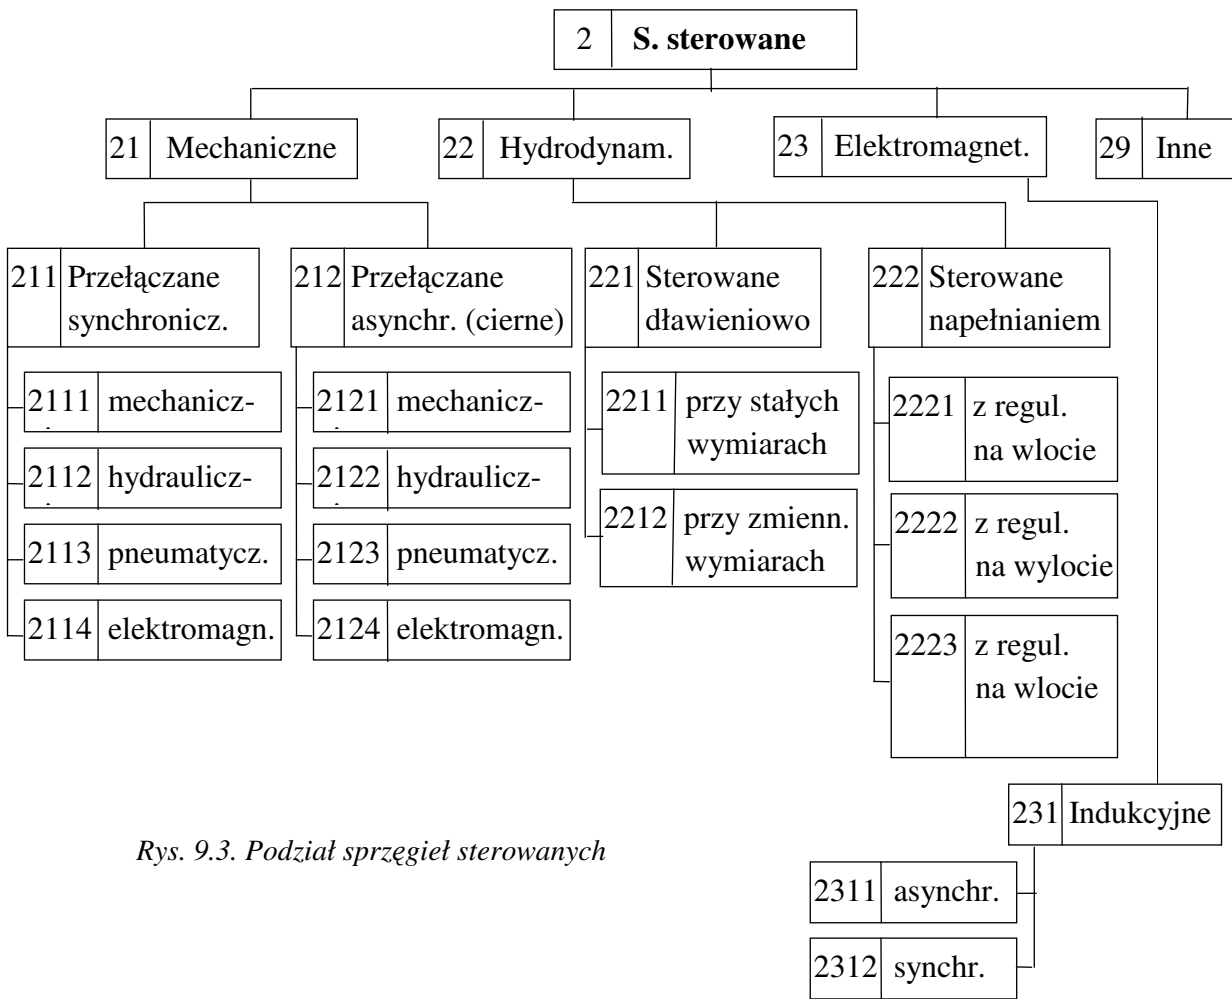 2 S. sterowane
21 Mechaniczne
22 Hydrodynam.
23 Elektromagnet.
29 Inne
211 Przełączane
synchronicz.
212 Przełączane
asynchr. (cierne)
221 Sterowane
dławieniowo
222 Sterowane
napełnianiem
2111 mechanicz-
2112 hydraulicz-
2113 pneumatycz.
2114 elektromagn.
2121 mechanicz-
2122 hydraulicz-
2123 pneumatycz.
2124 elektromagn.
2211 przy stałych
wymiarach
2212 przy zmienn.
wymiarach
2221 z regul.
na wlocie
2222 z regul.
na wylocie
2223 z regul.
na wlocie
231 Indukcyjne
2311 asynchr.
2312 synchr.
Rys. 9.3. Podział sprzęgieł sterowanych